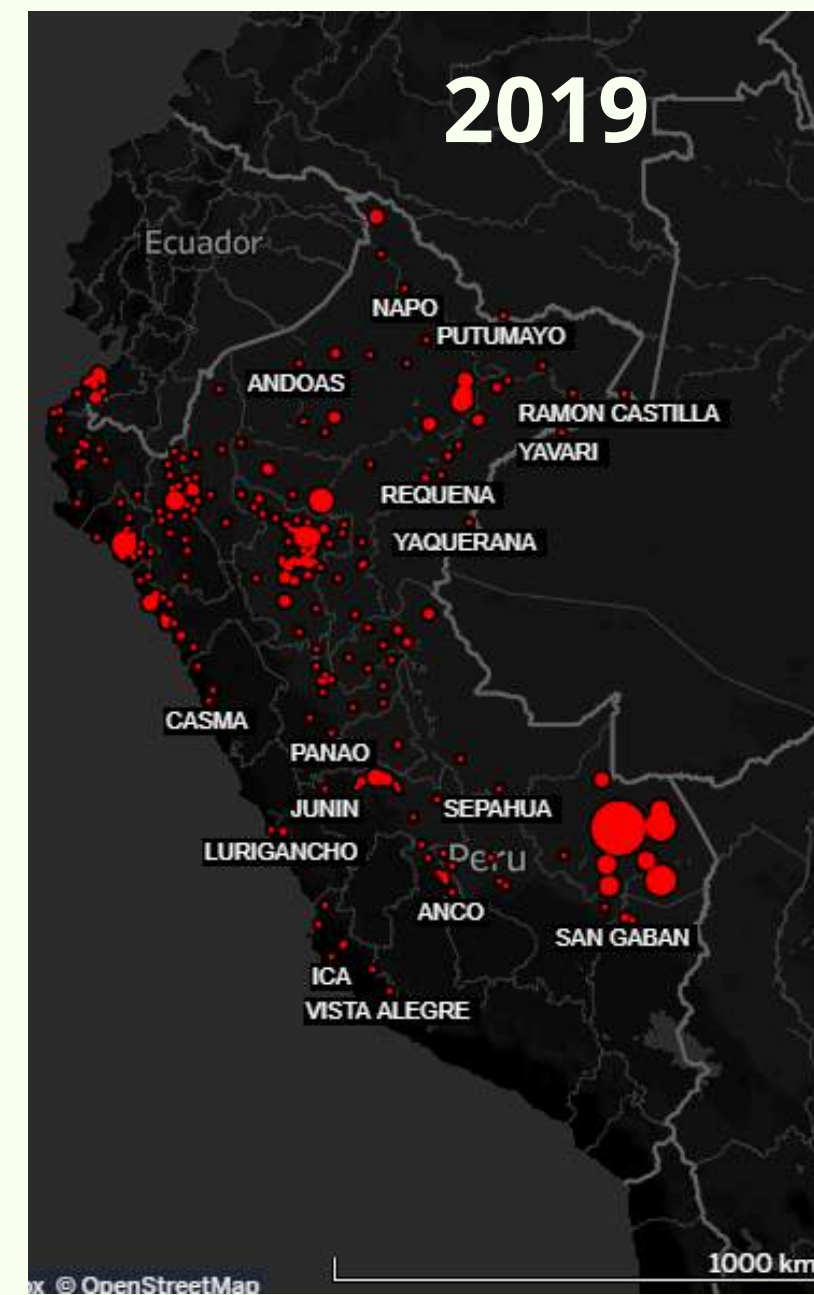 2019
Ecuador
NAPO
PUTUMAYO
ANDOAS
RAMON CASTILLA
YAVARI
REQUENA
YAQUERANA
CASMA
PANAO
JUNIN
SEPAHUA
LURIGANCHO
Peru
ANCO
SAN GABAN
ICA
VISTA ALEGRE
1000 km
ox © OpenStreetMap